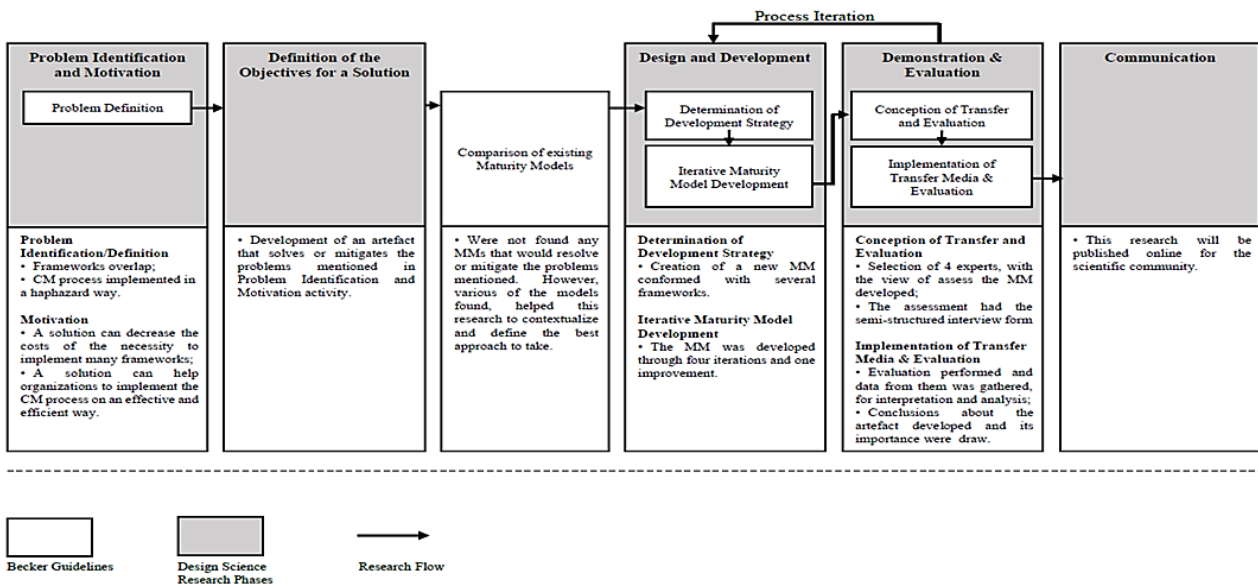 Process Iteration
Problem Identification
and Motivation
Problem Definition
Definition of the
Objectives for a Solution
Comparison of existing
Maturity Models
Design and Development
Determination of
Development Strategy
Iterative Maturity
Model Development
Demonstration &
Evaluation
Conception of Transfer
and Evaluation
Implementation of
Transfer Media &
Evaluation
Communication
Problem
Identification/Definition
• Frameworks overlap;
• CM process implemented in
a haphazard way.
Motivation
• A solution can decrease the
costs of the necessity to
implement many frameworks;
• A solution can help
organizations to implement the
CM process on an effective and
efficient way.
• Development of an artefact
that solves or mitigates the
problems mentioned in
Problem Identification and
Motivation activity.
• Were not found any
MMs that would resolve
or mitigate the problems
mentioned. However,
various of the models
found, helped this
research to contextualize
and define the best
approach to take.
Determination of
Development Strategy
• Creation of a new MM
conformed with several
frameworks.
Iterative Maturity Model
Development
• The MM was developed
through four iterations and one
improvement.
Conception of Transfer and
Evaluation
• Selection of 4 experts, with
the view of assess the MM
developed;
• The assessment had the
semi-structured interview form
Implementation of Transfer
Media & Evaluation
• Evaluation performed and
data from them was gathered,
for interpretation and analysis;
• Conclusions about the
artefact developed and its
importance were draw.
• This research will be
published online for the
scientific community.
Becker Guidelines
Design Science
Research Phases
Research Flow